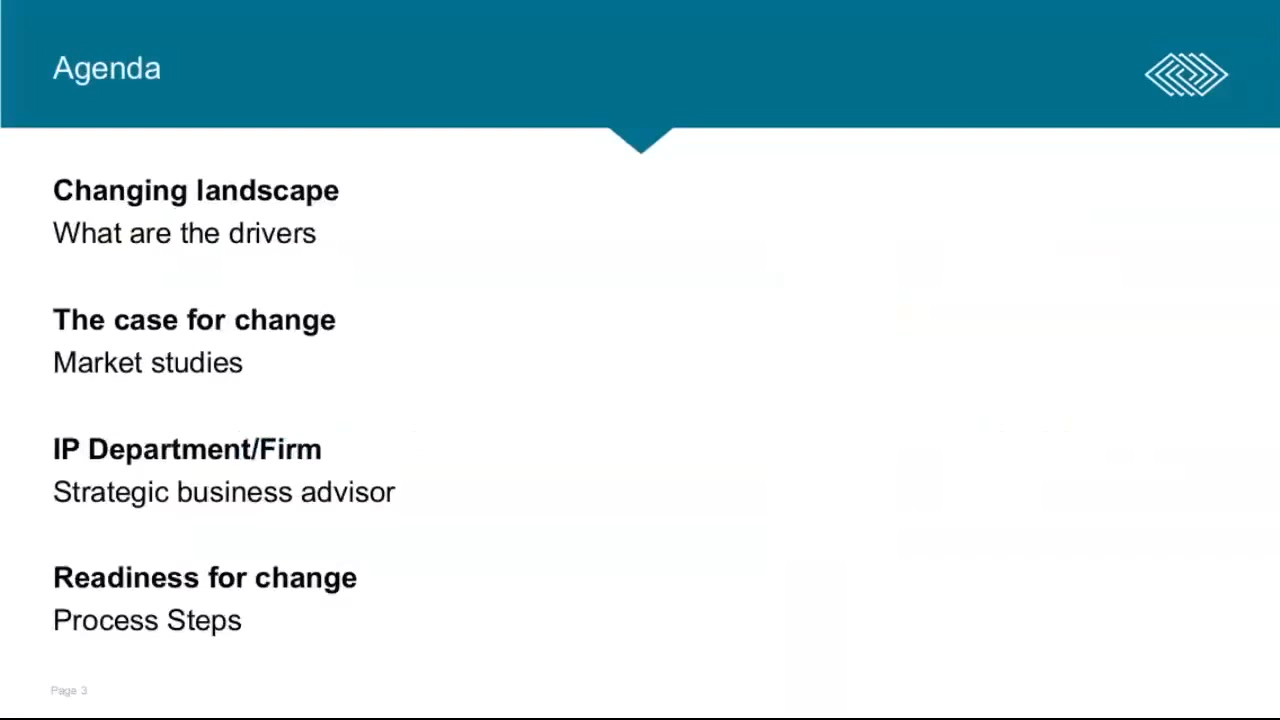 Agenda
Changing landscape
What are the drivers
The case for change
Market studies
IP Department/Firm
Strategic business advisor
Readiness for change
Process Steps
Page 3